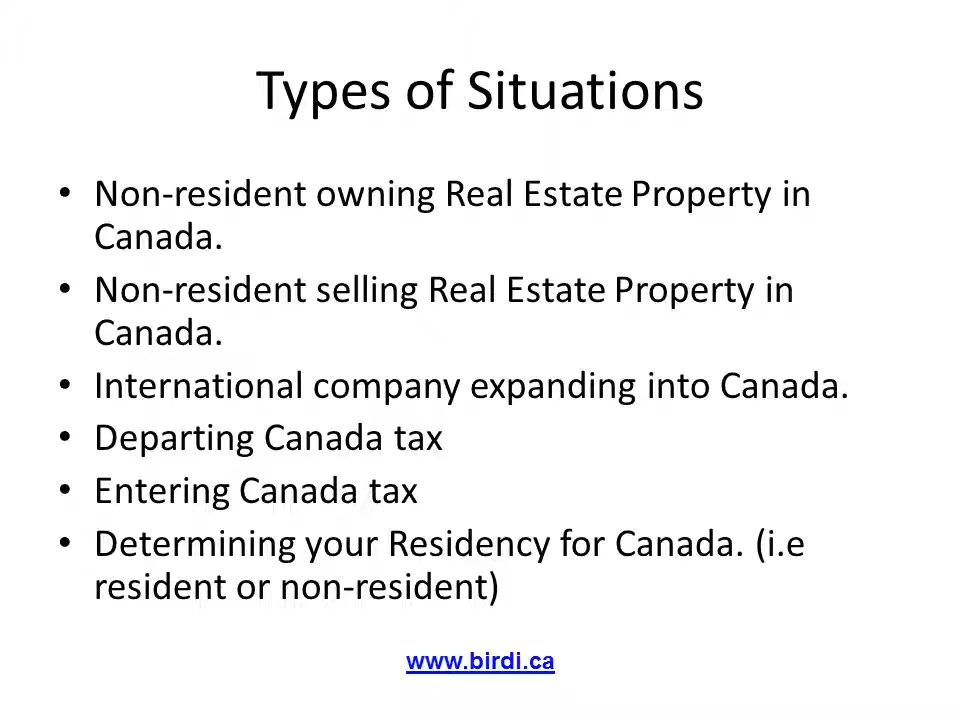 Types of Situations
• Non-resident owning Real Estate Property in
Canada.
• Non-resident selling Real Estate Property in
Canada.
• International company expanding into Canada.
• Departing Canada tax
• Entering Canada tax
• Determining your Residency for Canada. (i.e
resident or non-resident)
www.birdi.ca